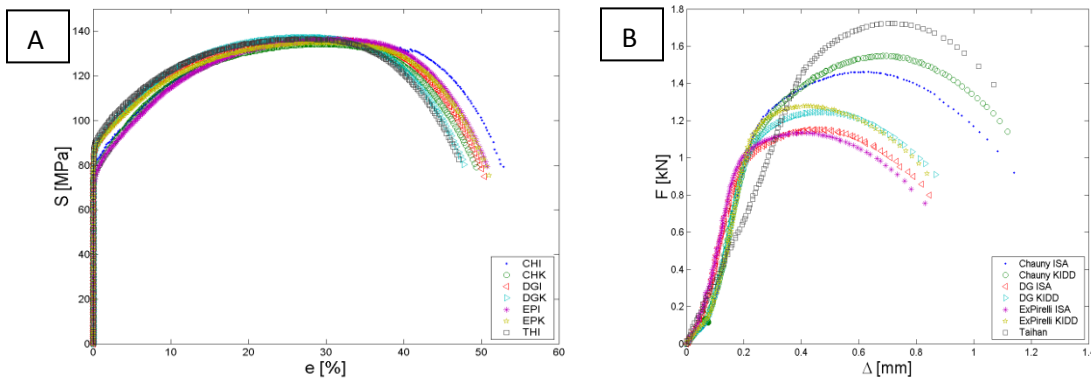 A
S [MPa]
140
120
100
80
60
40
20
0
0 10 20 30 40 50 60
e [%]
CHI
CHK
DGI
DGK
EPI
EPK
THI
B
F [kN]
1.8
1.6
1.4
1.2
1
0.8
0.6
0.4
0.2
0
0 0.2 0.4 0.6 0.8 1 1.2 1.4
Δ [mm]
Chauny ISA
Chauny KIDD
DG ISA
DG KIDD
ExPirelli ISA
ExPirelli KIDD
Taihan